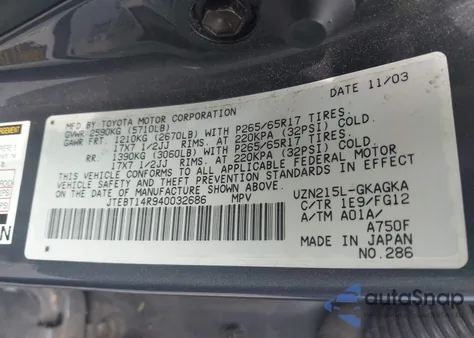 DATE 11/03
MFD BY TOYOTA MOTOR CORPORATION
GVWR 2590KG (5710LB)
GAWR FRT. 1210KG (2670LB) WITH P265/65R17 TIRES.
17X7 1/2JJ RIMS. AT 220KPA (32PSI) COLD.
RR. 1390KG (3060LB) WITH P265/65R17 TIRES.
17X7 1/2JJ RIMS. AT 220KPA (32PSI) COLD.
THIS VEHICLE CONFORMS TO ALL APPLICABLE FEDERAL MOTOR
VEHICLE SAFETY, BUMPER, AND THEFT PREVENTION STANDARDS IN EFFECT
ON THE DATE OF MANUFACTURE SHOWN ABOVE.
JTEBT14R940032686 MPV
UZN215L-GKAGKA
C/TR 1E9/FG12
A/TM A01A/
A750F
MADE IN JAPAN
NO.286
autoSnap